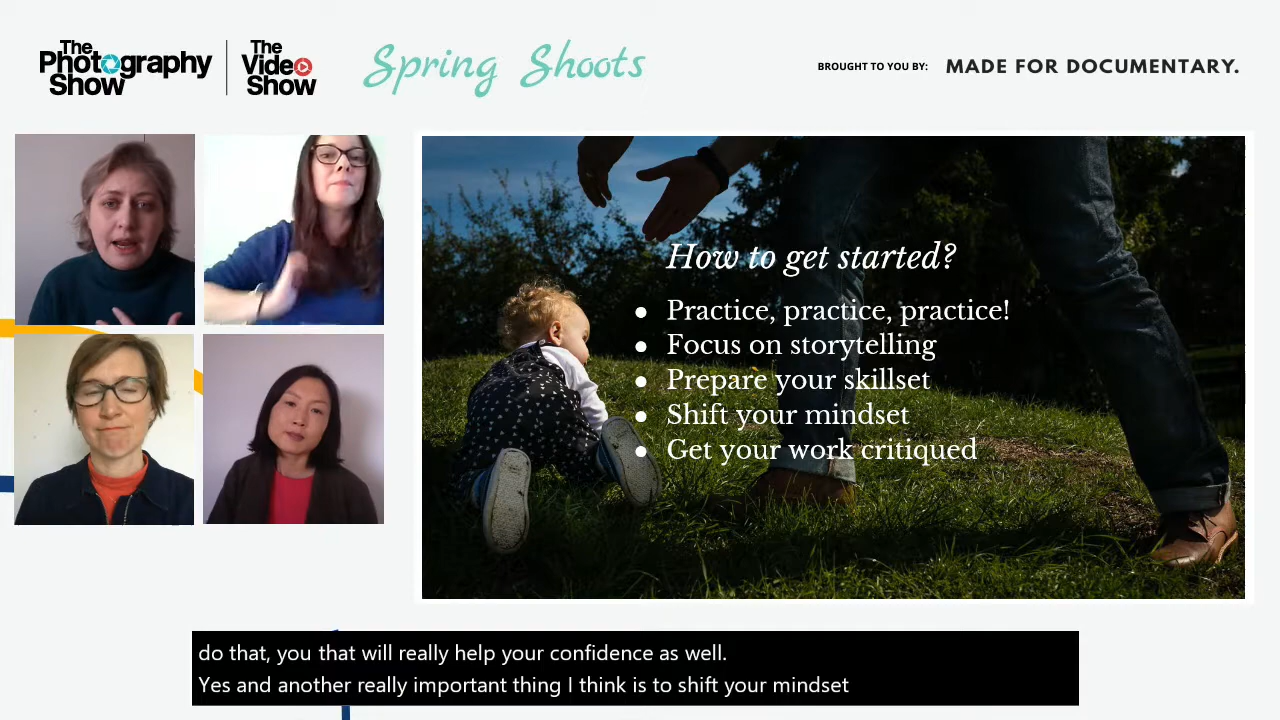 The
Photography
Show
The
Video
Show
Spring Shoots
BROUGHT TO YOU BY:
MADE FOR DOCUMENTARY.
How to get started?
● Practice, practice, practice!
● Focus on storytelling
● Prepare your skillset
● Shift your mindset
● Get your work critiqued
do that, you that will really help your confidence as well.
Yes and another really important thing I think is to shift your mindset